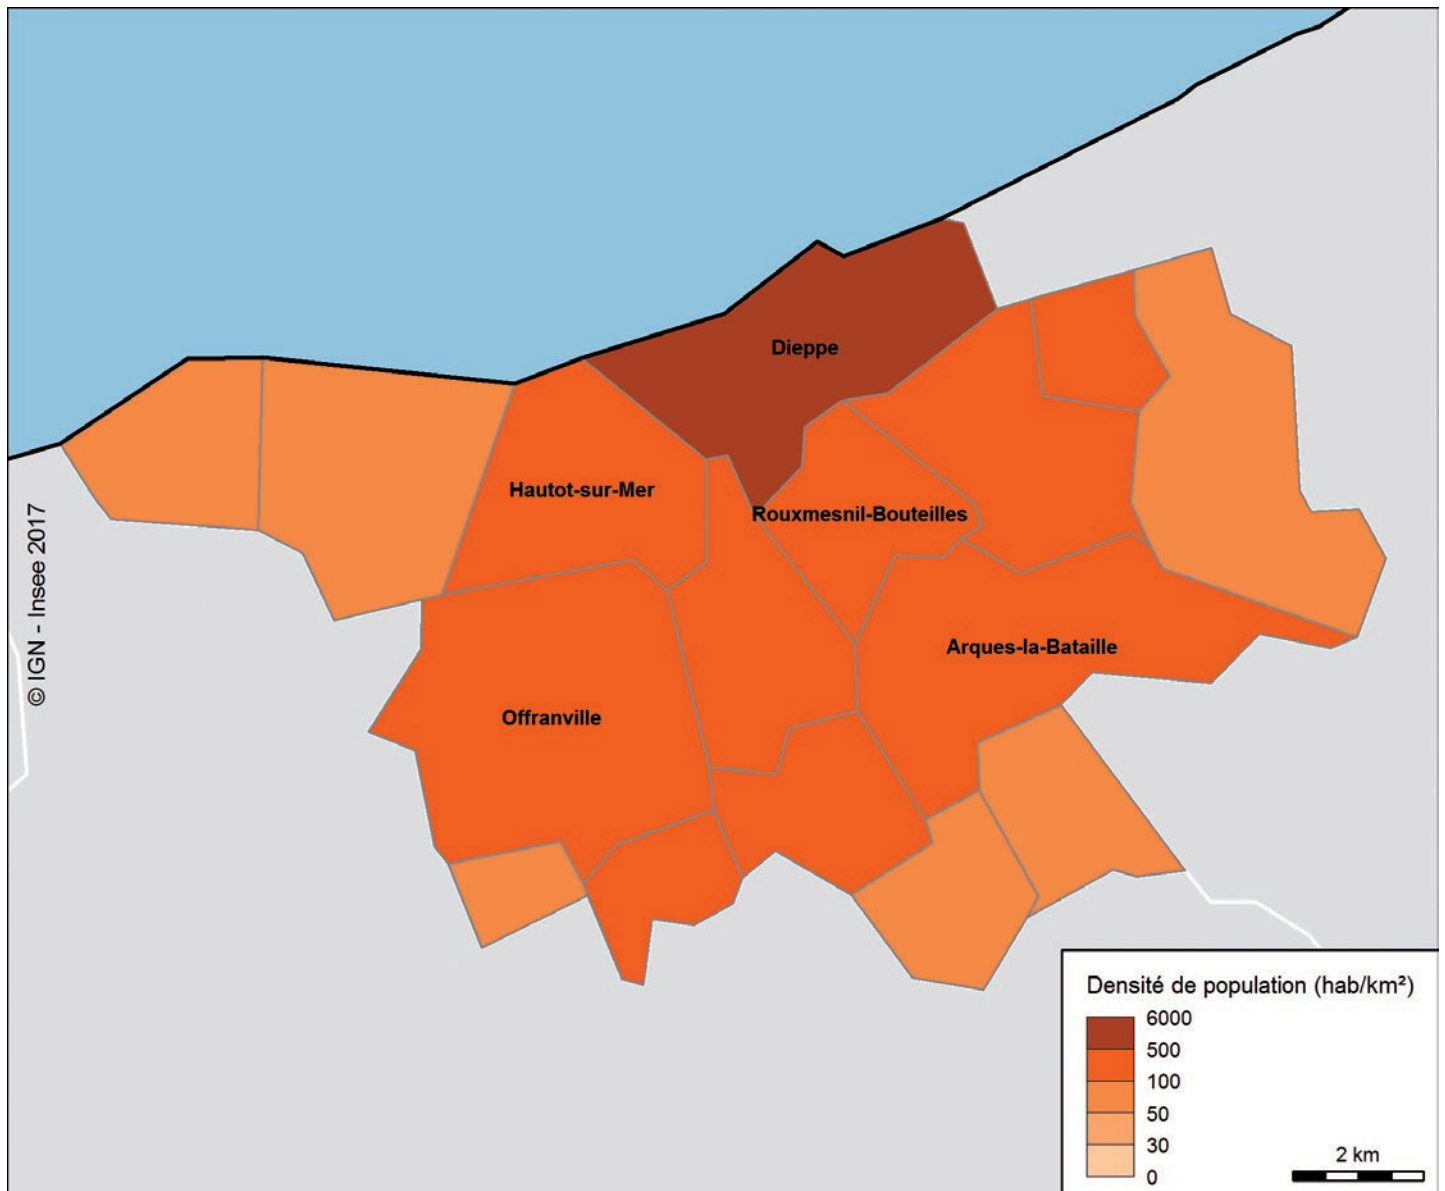 Dieppe
Hautot-sur-Mer
Rouxmesnil-Bouteilles
Arques-la-Bataille
Offranville
© IGN - Insee 2017
Densité de population (hab/km²)
6000
500
100
50
30
0
2 km